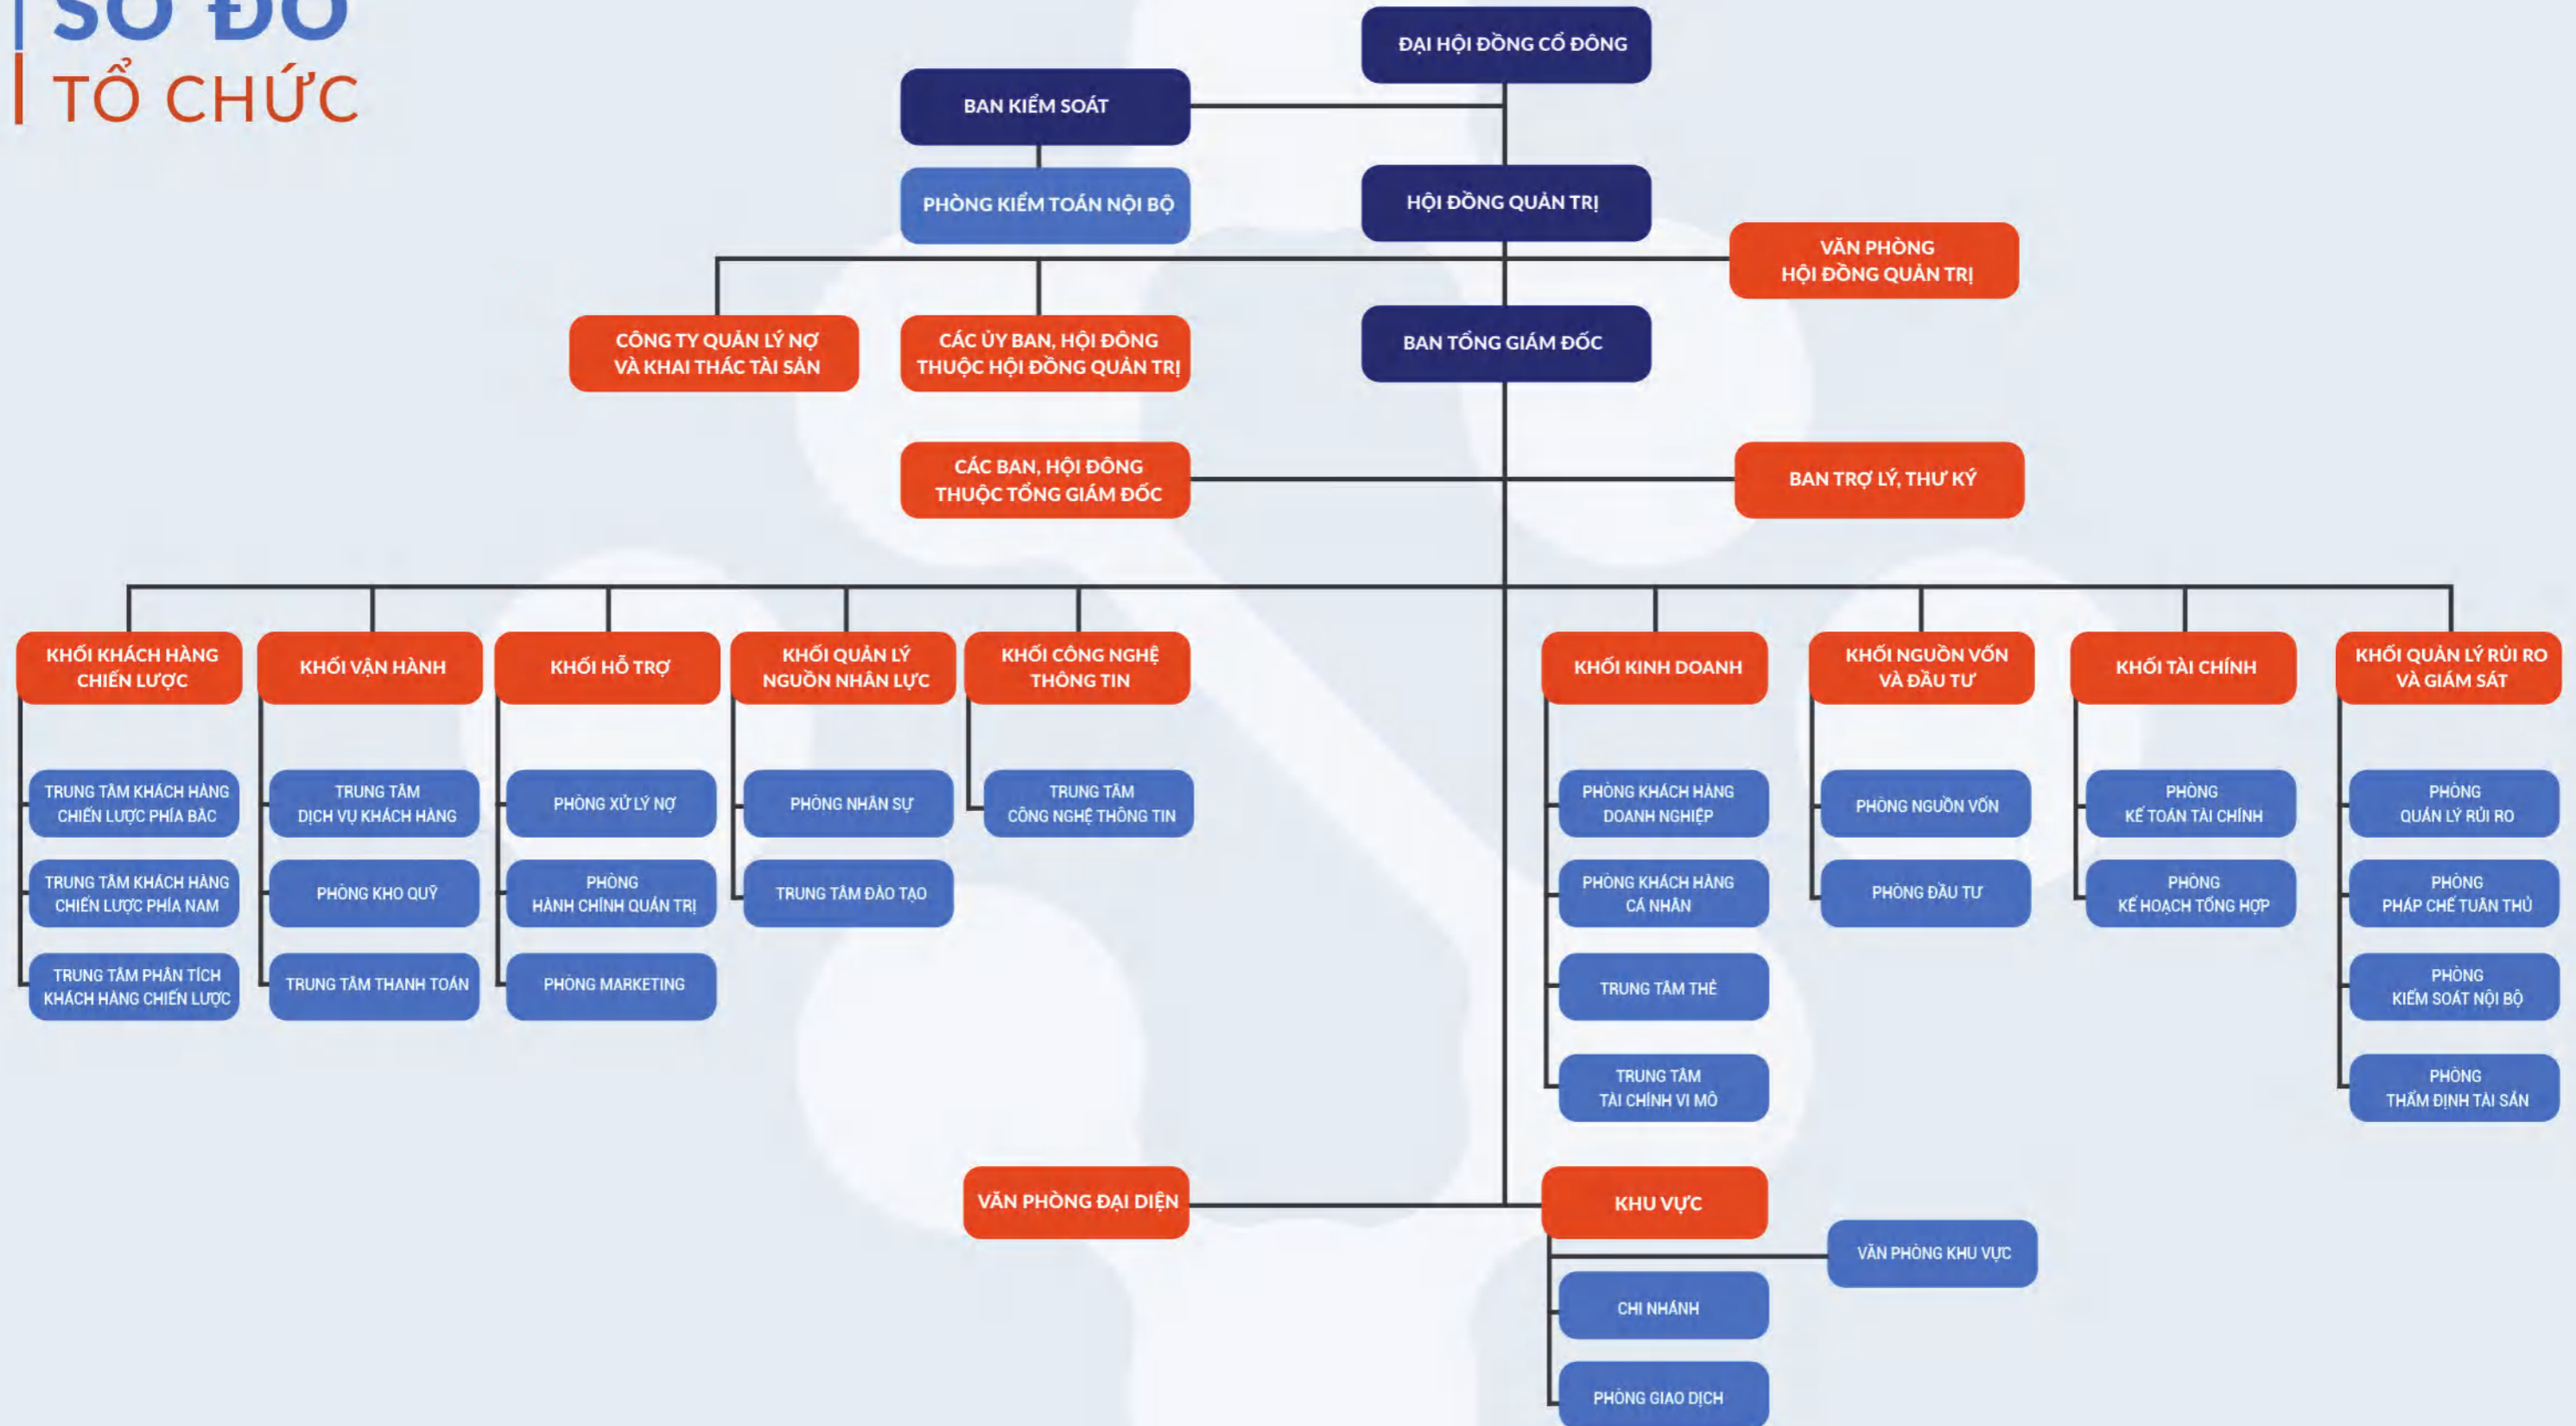 SƠ ĐỒ
TỔ CHỨC
ĐẠI HỘI ĐỒNG CỔ ĐÔNG
BAN KIỂM SOÁT
PHÒNG KIỂM TOÁN NỘI BỘ
HỘI ĐỒNG QUẢN TRỊ
VĂN PHÒNG
HỘI ĐỒNG QUẢN TRỊ
CÔNG TY QUẢN LÝ NỢ
VÀ KHAI THÁC TÀI SẢN
CÁC ỦY BAN, HỘI ĐÔNG
THUỘC HỘI ĐỒNG QUẢN TRỊ
BAN TỔNG GIÁM ĐỐC
CÁC BAN, HỘI ĐÔNG
THUỘC TỔNG GIÁM ĐỐC
BAN TRỢ LÝ, THƯ KÝ
KHỐI KHÁCH HÀNG
CHIẾN LƯỢC
KHỐI VẬN HÀNH
KHỐI HỖ TRỢ
KHỐI QUẢN LÝ
NGUỒN NHÂN LỰC
KHỐI CÔNG NGHỆ
THÔNG TIN
KHỐI KINH DOANH
KHỐI NGUỒN VỐN
VÀ ĐẦU TƯ
KHỐI TÀI CHÍNH
KHỐI QUẢN LÝ RỦI RO
VÀ GIÁM SÁT
TRUNG TÂM KHÁCH HÀNG
CHIẾN LƯỢC PHÍA BẮC
TRUNG TÂM KHÁCH HÀNG
CHIẾN LƯỢC PHÍA NAM
TRUNG TÂM PHÂN TÍCH
KHÁCH HÀNG CHIẾN LƯỢC
TRUNG TÂM
DỊCH VỤ KHÁCH HÀNG
PHÒNG KHO QUỸ
TRUNG TÂM THANH TOÁN
PHÒNG XỬ LÝ NỢ
PHÒNG
HÀNH CHÍNH QUẢN TRỊ
PHÒNG MARKETING
PHÒNG NHÂN SỰ
TRUNG TÂM ĐÀO TẠO
TRUNG TÂM
CÔNG NGHỆ THÔNG TIN
PHÒNG KHÁCH HÀNG
DOANH NGHIỆP
PHÒNG KHÁCH HÀNG
CÁ NHÂN
TRUNG TÂM THẺ
TRUNG TÂM
TÀI CHÍNH VI MÔ
PHÒNG NGUỒN VỐN
PHÒNG ĐẦU TƯ
PHÒNG
KẾ TOÁN TÀI CHÍNH
PHÒNG
KẾ HOẠCH TỔNG HỢP
PHÒNG
QUẢN LÝ RỦI RO
PHÒNG
PHÁP CHẾ TUÂN THỦ
PHÒNG
KIỂM SOÁT NỘI BỘ
PHÒNG
THẨM ĐỊNH TÀI SẢN
VĂN PHÒNG ĐẠI DIỆN
KHU VỰC
VĂN PHÒNG KHU VỰC
CHI NHÁNH
PHÒNG GIAO DỊCH